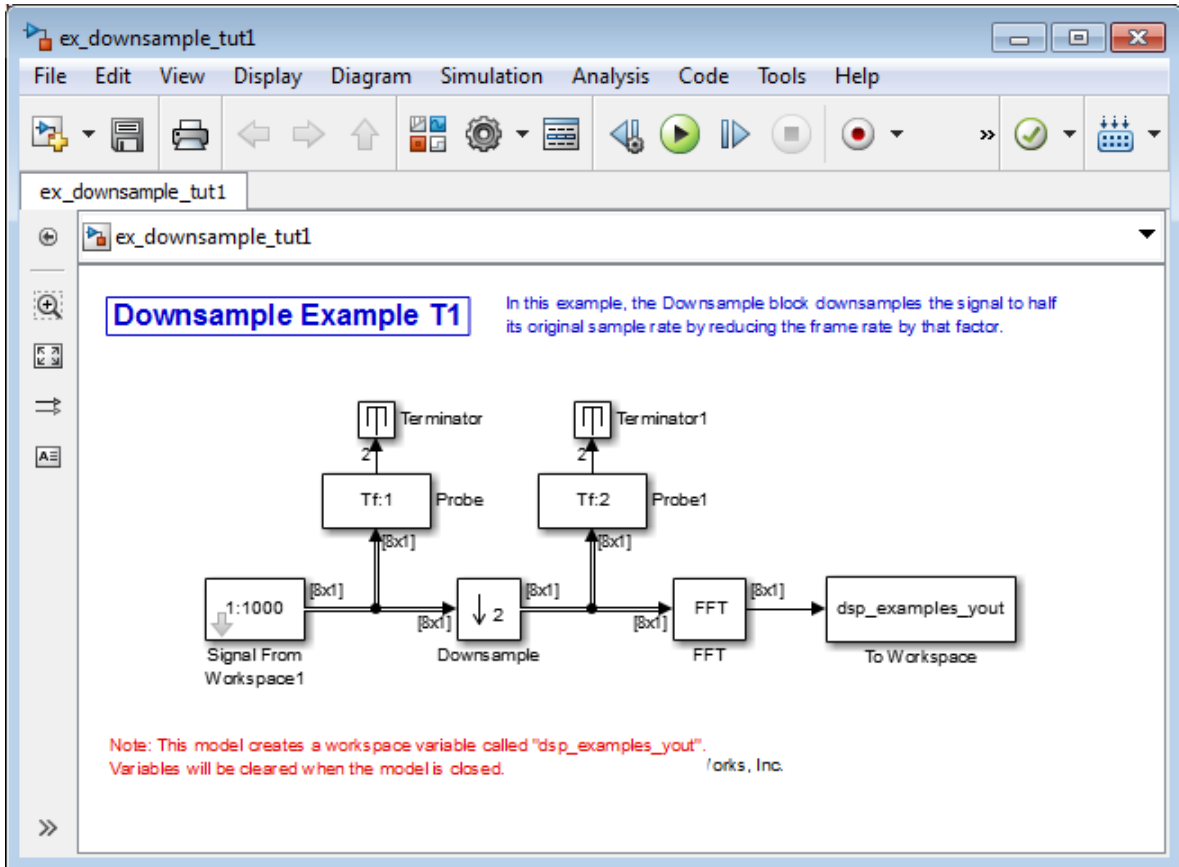 ex_downsample_tut1
File Edit View Display Diagram Simulation Analysis Code Tools Help
»
ex_downsample_tut1
ex_downsample_tut1
Downsample Example T1
In this example, the Downsample block downsamples the signal to half
its original sample rate by reducing the frame rate by that factor.
Terminator
Terminator1
2
2
Tf:1
Probe
Tf:2
Probe1
[8x1]
[8x1]
1:1000
[8x1]
[8x1]
↓ 2
[8x1]
[8x1]
FFT
[8x1]
dsp_examples_yout
Signal From
Workspace1
Downsample
FFT
To Workspace
Note: This model creates a workspace variable called "dsp_examples_yout".
Variables will be cleared when the model is closed.
Works, Inc.
A
»